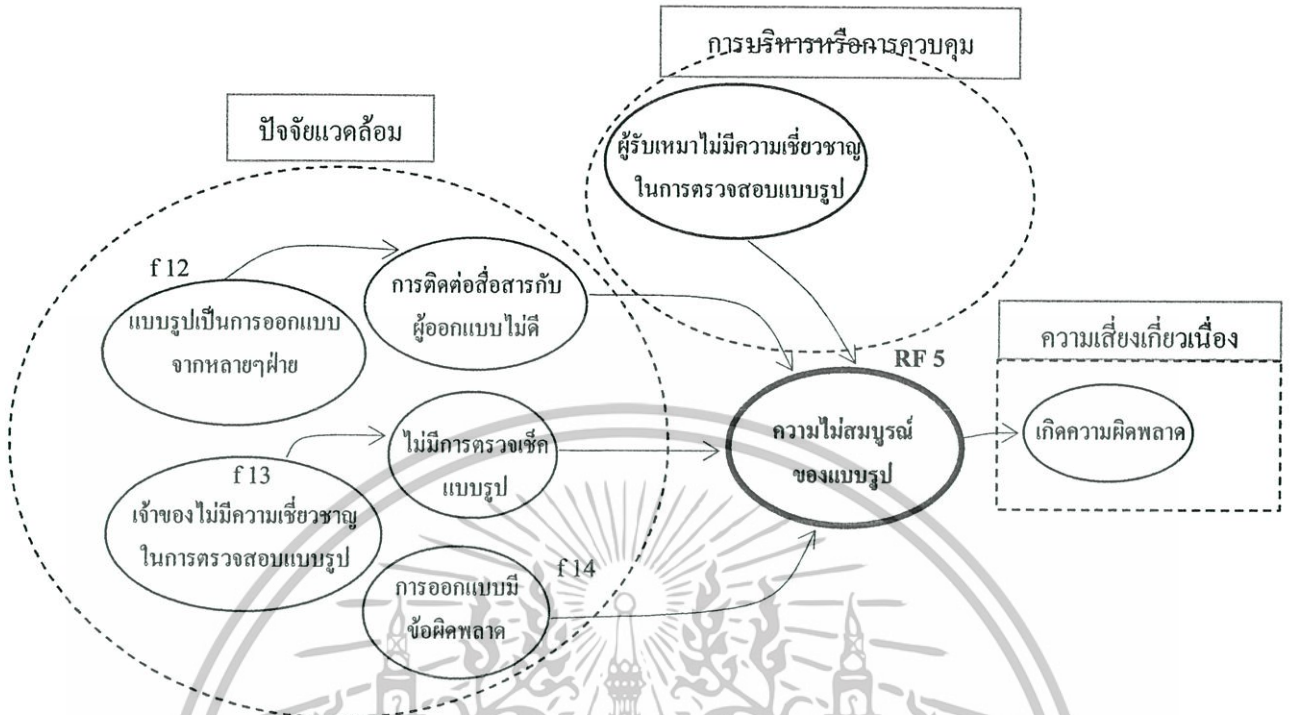 การบริหารหรือการควบคุม
ปัจจัยแวดล้อม
ผู้รับเหมาไม่มีความเชี่ยวชาญ
ในการตรวจสอบแบบรูป
f 12
แบบรูปเป็นการออกแบบ
จากหลายๆฝ่าย
การติดต่อสื่อสารกับ
ผู้ออกแบบไม่ดี
ความเสี่ยงเกี่ยวเนื่อง
RF 5
ความไม่สมบูรณ์
ของแบบรูป
เกิดความผิดพลาด
ไม่มีการตรวจเช็ค
แบบรูป
f 13
เจ้าของไม่มีความเชี่ยวชาญ
ในการตรวจสอบแบบรูป
f 14
การออกแบบมี
ข้อผิดพลาด